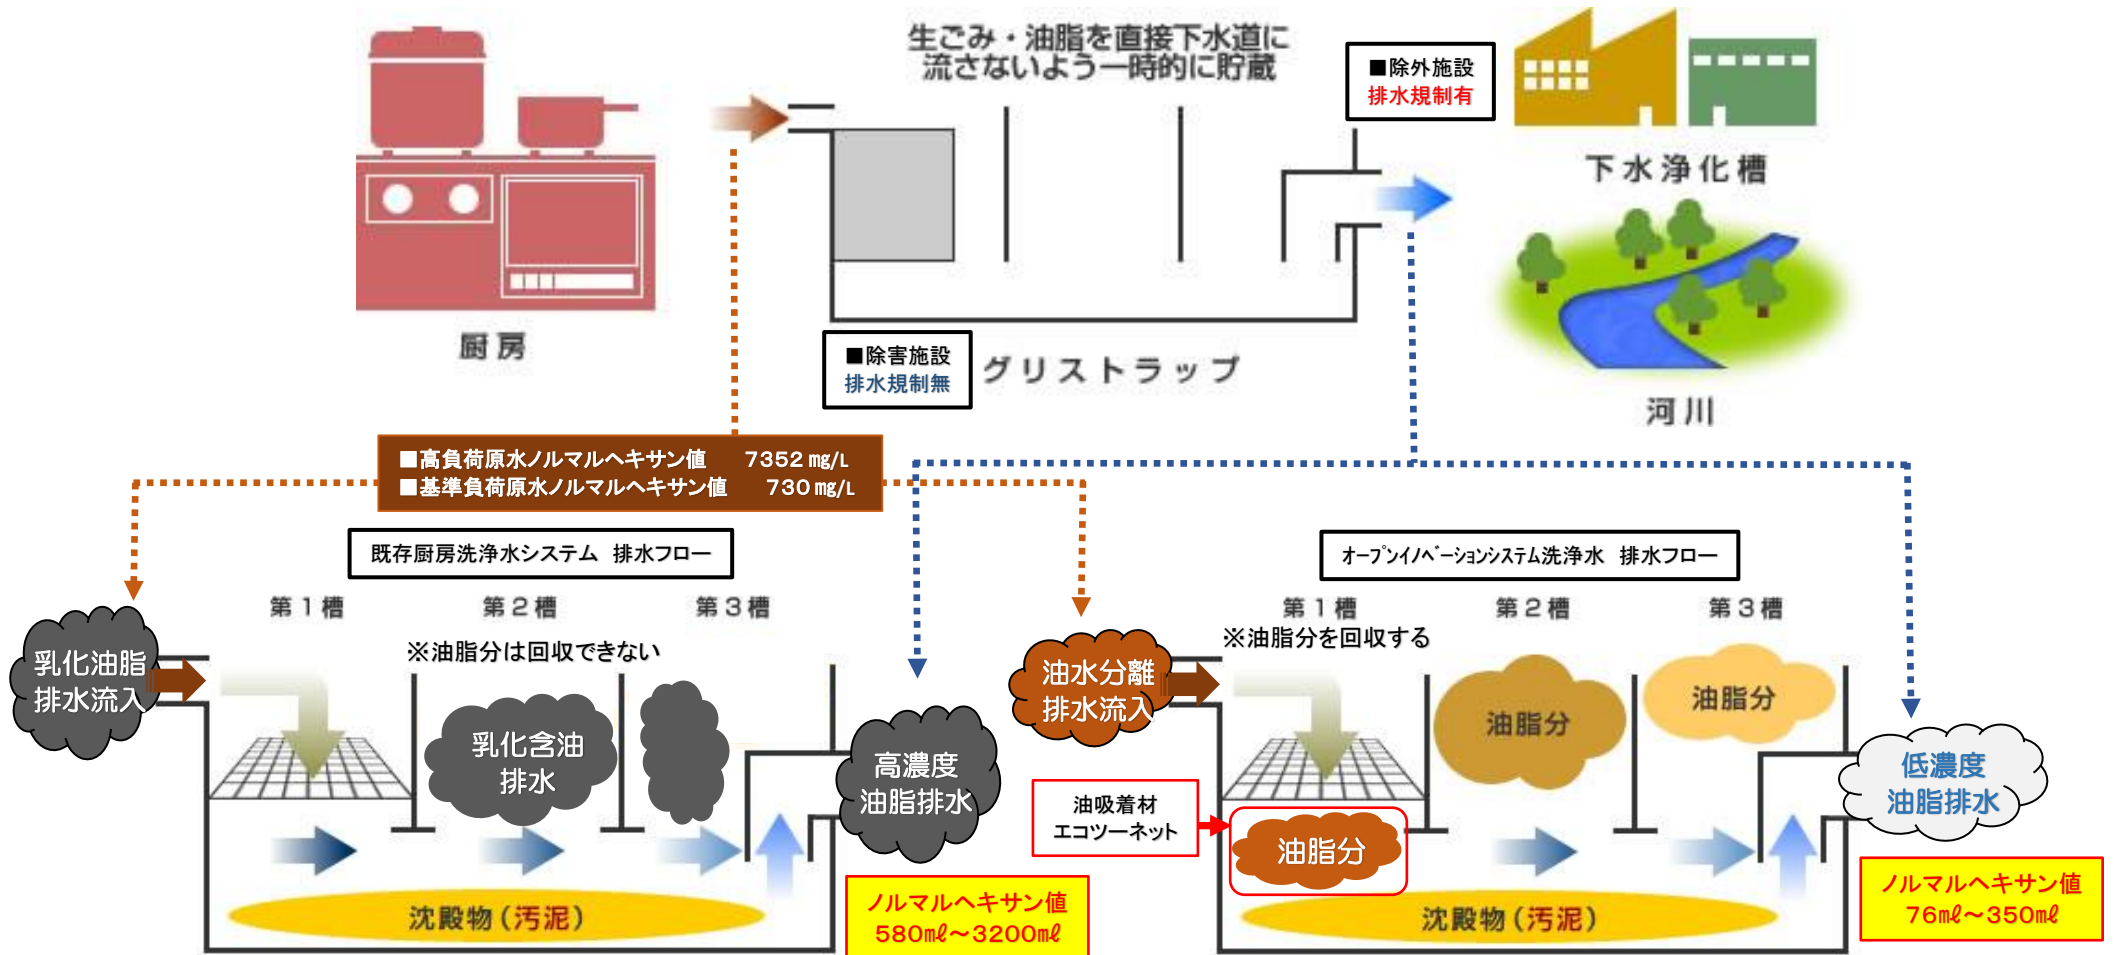 生ごみ・油脂を直接下水道に
流さないよう一時的に貯蔵
■除外施設
排水規制有
下水浄化槽
厨房
■除害施設
排水規制無
グリストラップ
河川
■高負荷原水ノルマルヘキサン値 7352㎎/L
■基準負荷原水ノルマルヘキサン値 730㎎/L
既存厨房洗浄水システム 排水フロー
第1槽
第2槽
第3槽
※油脂分は回収できない
乳化油脂
排水流入
乳化含油
排水
高濃度
油脂排水
沈殿物(汚泥)
ノルマルヘキサン値
580㎖～3200㎖
オープンイノベーションシステム洗浄水 排水フロー
第1槽
第2槽
第3槽
※油脂分を回収する
油水分離
排水流入
油脂分
油脂分
低濃度
油脂排水
油吸着材
エコツーネット
油脂分
沈殿物(汚泥)
ノルマルヘキサン値
76㎖～350㎖